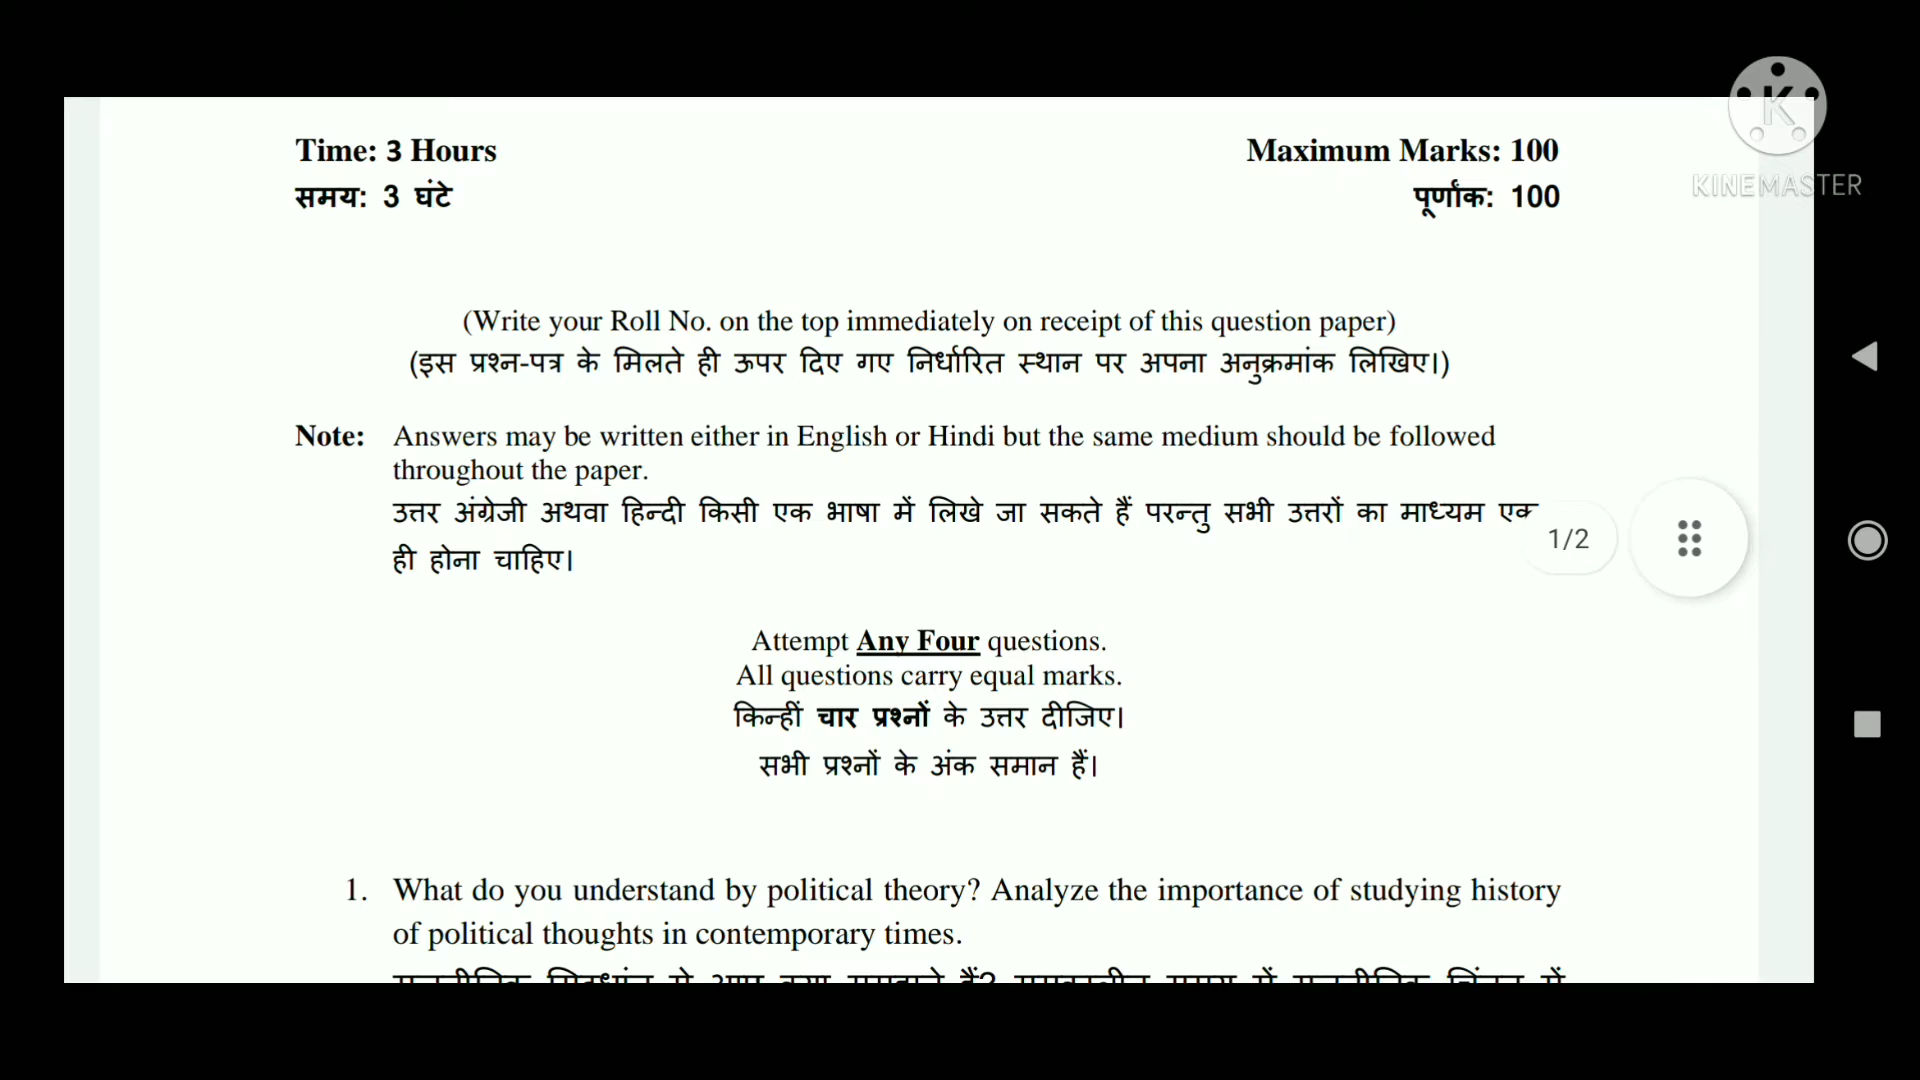 Time: 3 Hours
Maximum Marks: 100
समय: 3 घंटे
पूर्णांक: 100
KINEMASTER
(Write your Roll No. on the top immediately on receipt of this question paper)
(इस प्रश्न-पत्र के मिलते ही ऊपर दिए गए निर्धारित स्थान पर अपना अनुक्रमांक लिखिए।)
Note: Answers may be written either in English or Hindi but the same medium should be followed
throughout the paper.
उत्तर अंग्रेजी अथवा हिन्दी किसी एक भाषा में लिखे जा सकते हैं परन्तु सभी उत्तरों का माध्यम एक
ही होना चाहिए।
1/2
Attempt Any Four questions.
All questions carry equal marks.
किन्हीं चार प्रश्नों के उत्तर दीजिए।
सभी प्रश्नों के अंक समान हैं।
1. What do you understand by political theory? Analyze the importance of studying history
of political thoughts in contemporary times.